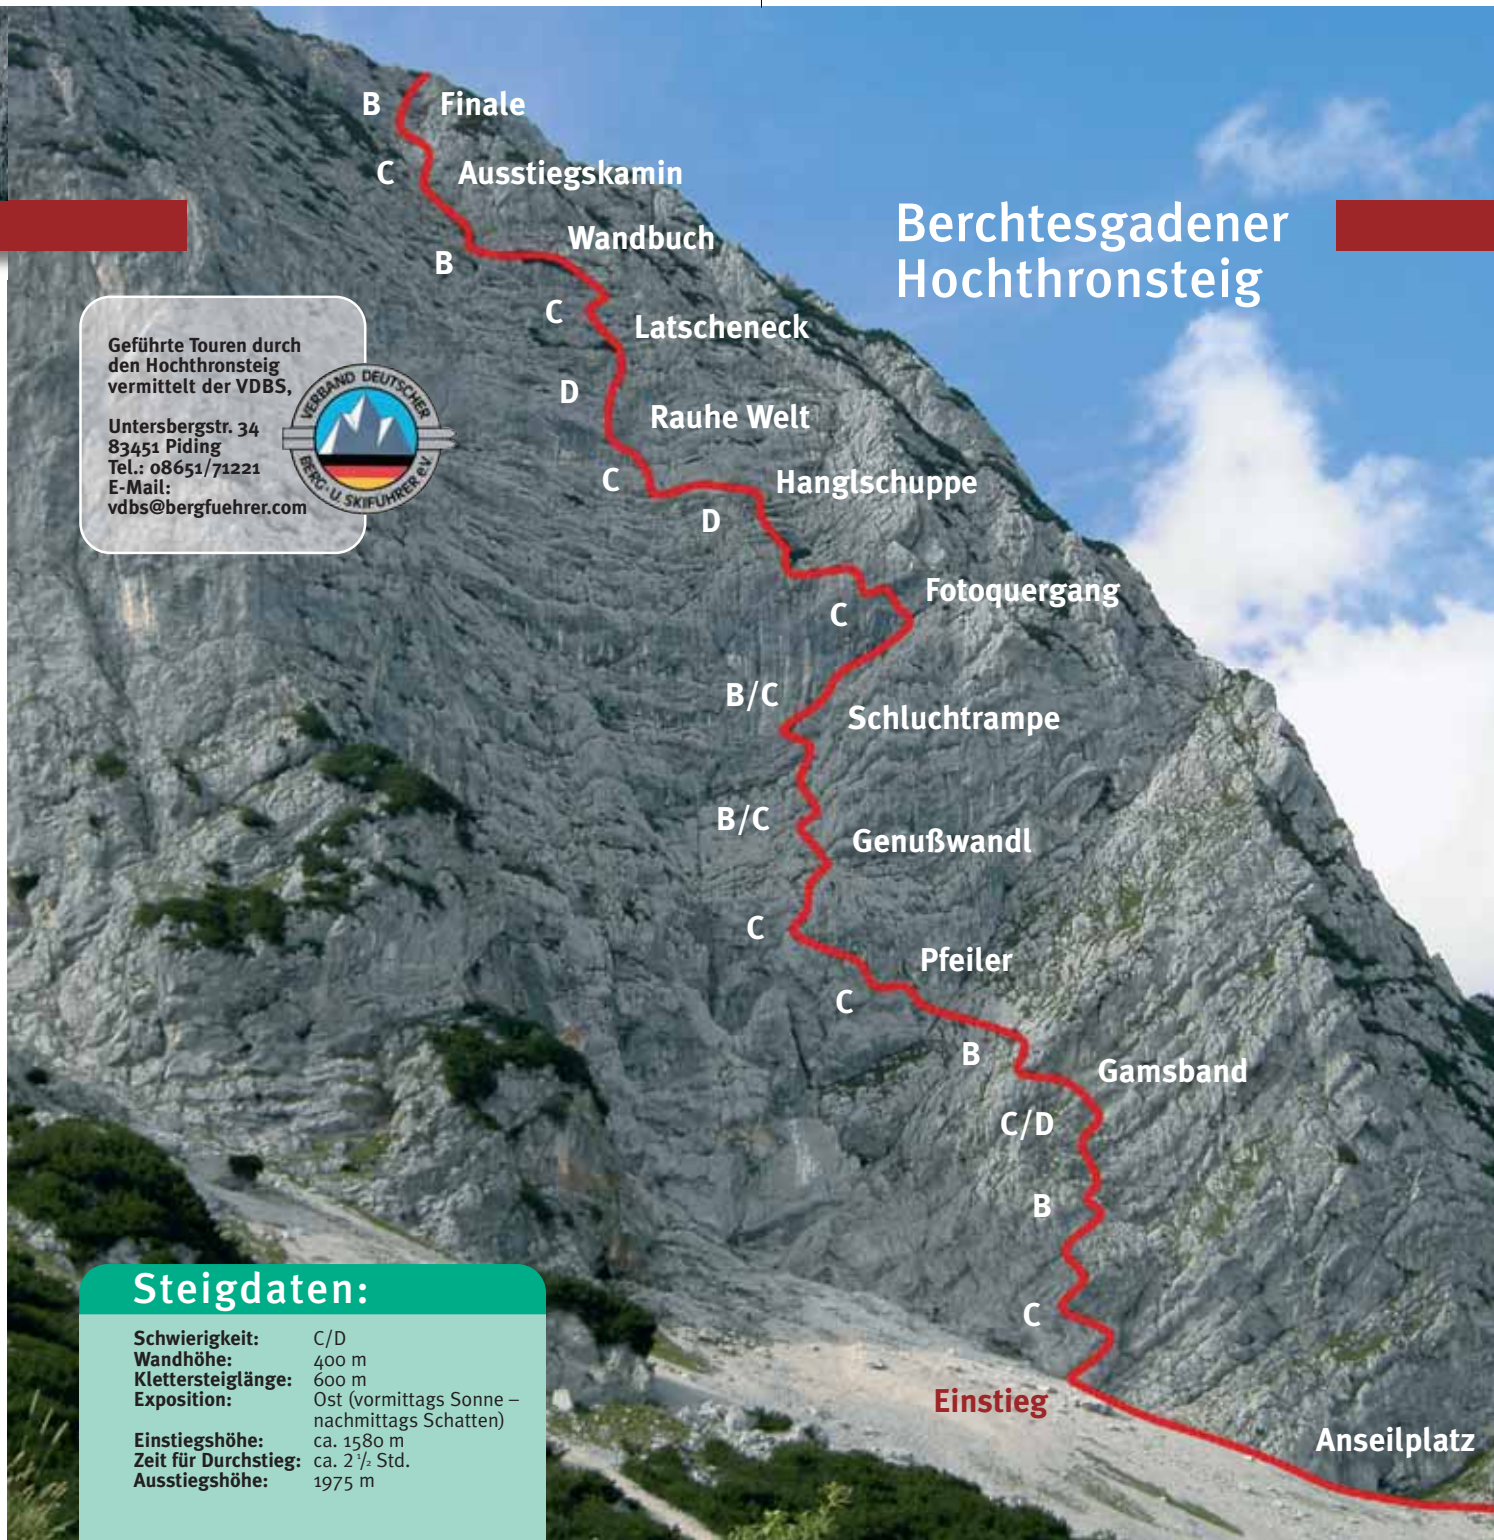 B
Finale
C
Ausstiegskamin
Wandbuch
B
Berchtesgadener
Hochthronsteig
C
Latscheneck
D
Rauhe Welt
C
Hanglschuppe
D
Fotoquergang
C
B/C
Schluchtrampe
B/C
Genußwandl
C
Pfeiler
C
B
Gamsband
C/D
B
C
Einstieg
Anseilplatz
Geführte Touren durch
den Hochthronsteig
vermittelt der VDBS,
Untersbergstr. 34
83451 Piding
Tel.: 08651/71221
E-Mail:
vdbs@bergfuehrer.com
VERBAND DEUTSCHER
BERG- U. SKIFÜHRER e.V.
Steigdaten:
Schwierigkeit: C/D
Wandhöhe: 400 m
Klettersteiglänge: 600 m
Exposition: Ost (vormittags Sonne –
nachmittags Schatten)
Einstiegshöhe: ca. 1580 m
Zeit für Durchstieg: ca. 2 1/2 Std.
Ausstiegshöhe: 1975 m